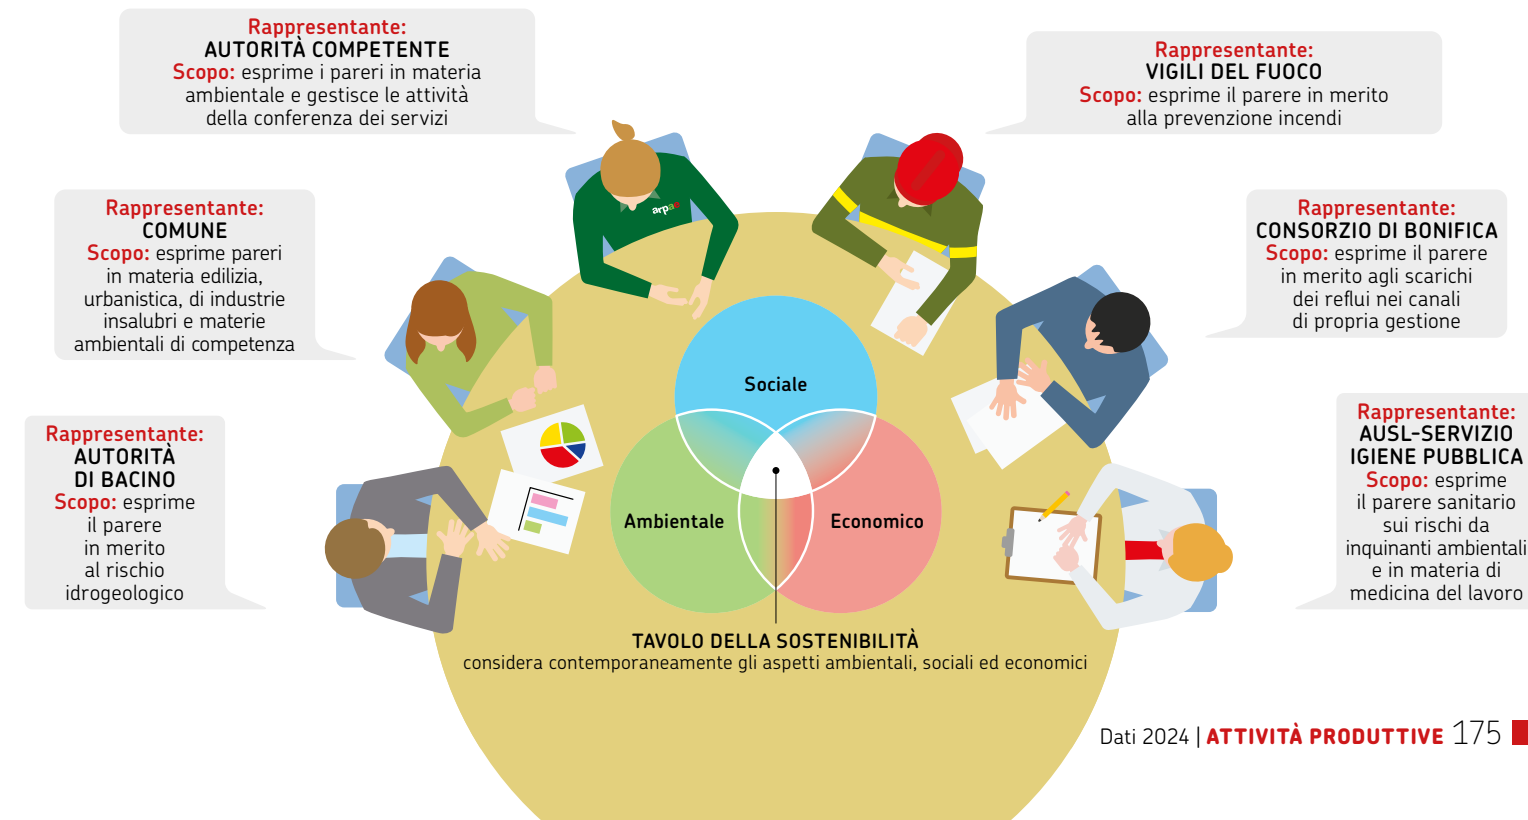 Rappresentante:
AUTORITÀ COMPETENTE
Scopo: esprime i pareri in materia
ambientale e gestisce le attività
della conferenza dei servizi
Rappresentante:
VIGILI DEL FUOCO
Scopo: esprime il parere in merito
alla prevenzione incendi
Rappresentante:
COMUNE
Scopo: esprime pareri
in materia edilizia,
urbanistica, di industrie
insalubri e materie
ambientali di competenza
arpae
Rappresentante:
CONSORZIO DI BONIFICA
Scopo: esprime il parere
in merito agli scarichi
dei reflui nei canali
di propria gestione
Rappresentante:
AUTORITÀ
DI BACINO
Scopo: esprime
il parere
in merito
al rischio
idrogeologico
Rappresentante:
AUSL-SERVIZIO
IGIENE PUBBLICA
Scopo: esprime
il parere sanitario
sui rischi da
inquinanti ambientali
e in materia di
medicina del lavoro
Sociale
Ambientale
Economico
TAVOLO DELLA SOSTENIBILITÀ
considera contemporaneamente gli aspetti ambientali, sociali ed economici
Dati 2024 | ATTIVITÀ PRODUTTIVE 175